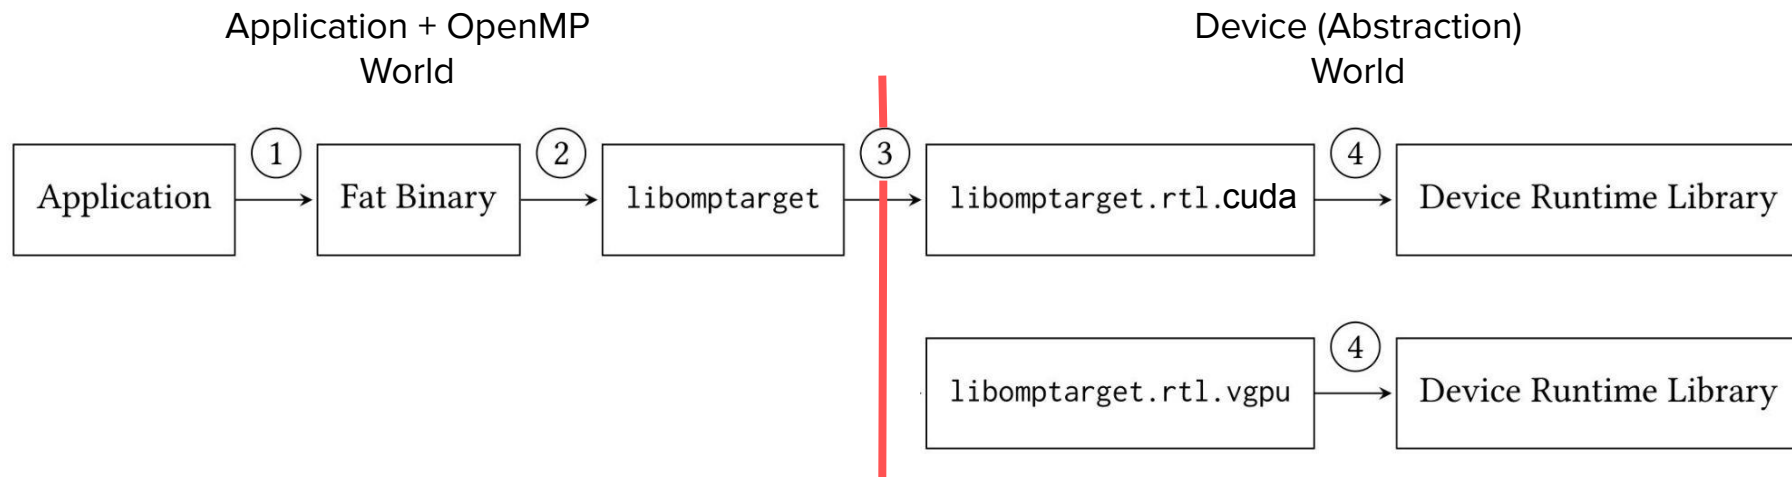 Application + OpenMP
World
Device (Abstraction)
World
1
2
3
4
Application
Fat Binary
libomptarget
libomptarget.rtl.cuda
Device Runtime Library
4
libomptarget.rtl.vgpu
Device Runtime Library